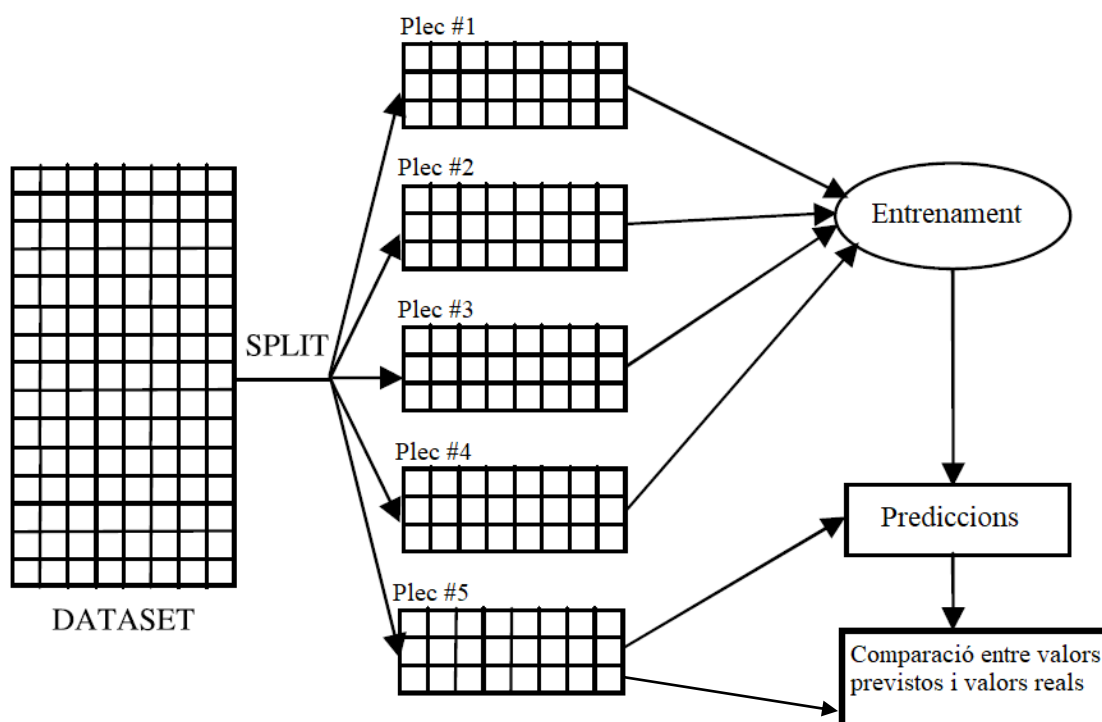 Plec #1
Plec #2
Entrenament
Plec #3
SPLIT
Plec #4
Prediccions
Plec #5
DATASET
Comparació entre valors
previstos i valors reals